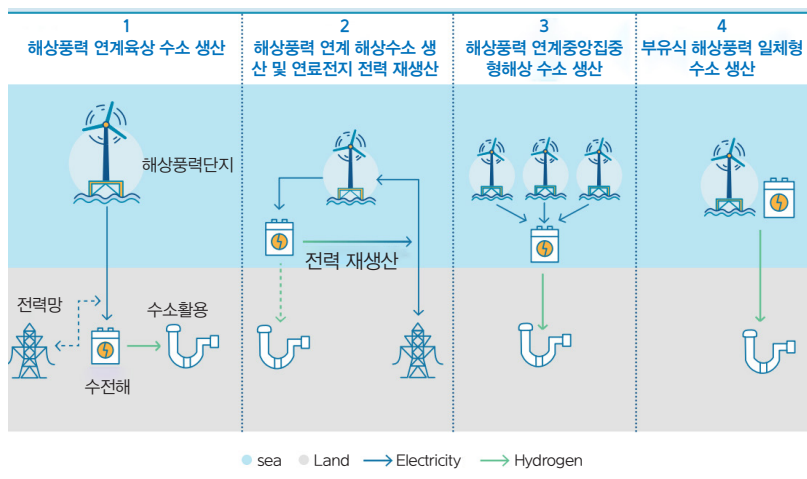 1
해상풍력 연계육상 수소 생산
2
해상풍력 연계 해상수소 생
산 및 연료전지 전력 재생산
3
해상풍력 연계중앙집중
형해상 수소 생산
4
부유식 해상풍력 일체형
수소 생산
해상풍력단지
전력망
수소활용
수전해
전력 재생산
sea
Land
Electricity
Hydrogen